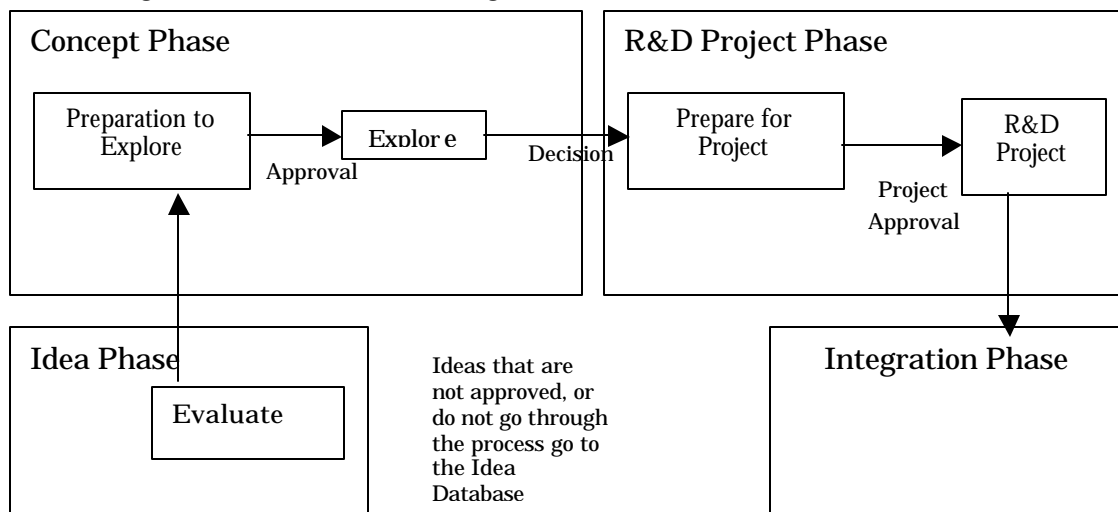 Concept Phase
Preparation to
Explore
Approval
Explore
Decision
R&D Project Phase
Prepare for
Project
Project
Approval
R&D
Project
Idea Phase
Evaluate
Ideas that are
not approved, or
do not go through
the process go to
the Idea
Database
Integration Phase